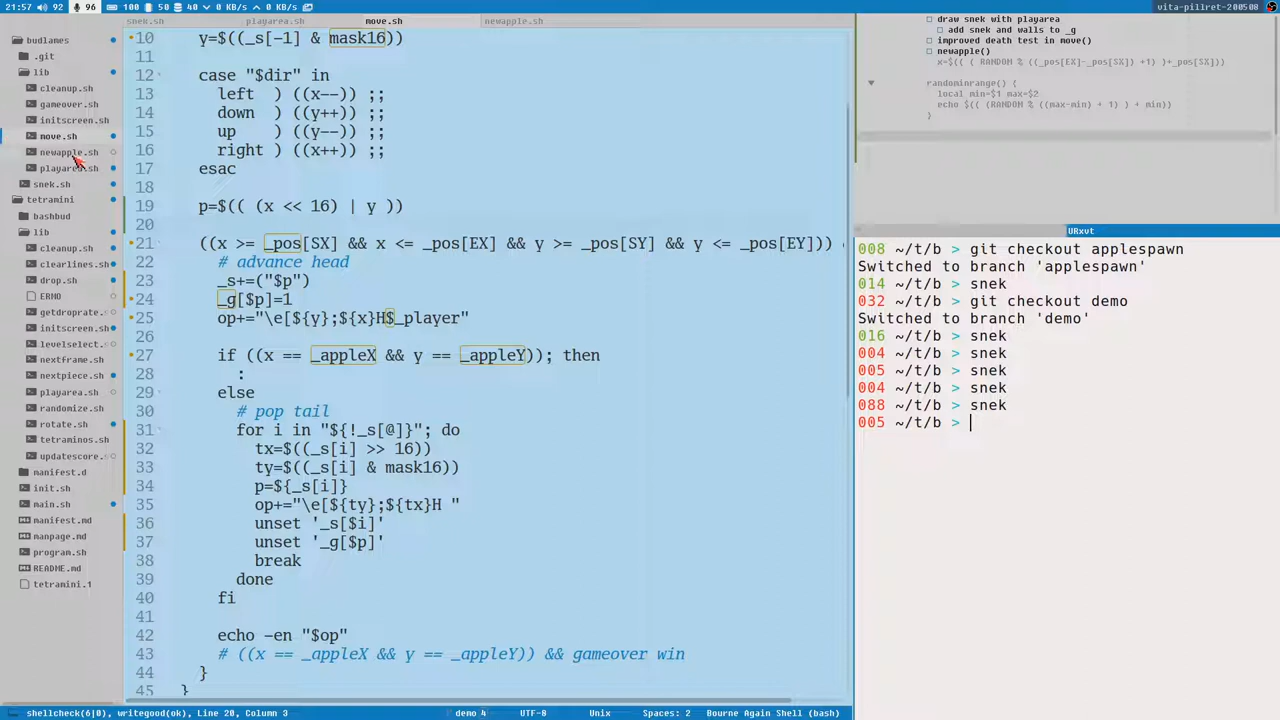 21:57 92 96 100 50 40 0 KB/s 0 KB/s vita-pillret-200508
snek.sh playarea.sh move.sh newapple.sh
budlames
.git
lib
cleanup.sh
gameover.sh
initscreen.sh
move.sh
newapple.sh
playarea.sh
snek.sh
tetramini
bashbud
lib
cleanup.sh
clearlines.sh
drop.sh
ERNO
getdroprate.s
initscreen.sh
levelselect.s
nextframe.sh
nextpiece.sh
playarea.sh
randomize.sh
rotate.sh
tetraminos.sh
updatescore.s
manifest.d
init.sh
main.sh
manifest.md
manpage.md
program.sh
README.md
tetramini.1
10 y=$((_s[-1] & mask16))
11
12 case "$dir" in
13 left ) ((x--)) ;;
14 down ) ((y++)) ;;
15 up ) ((y--)) ;;
16 right ) ((x++)) ;;
17 esac
18
19 p=$(( (x << 16) | y ))
20
21 ((x >= _pos[SX] && x <= _pos[EX] && y >= _pos[SY] && y <= _pos[EY]))
22 # advance head
23 _s+=("$p")
24 _g[$p]=1
25 op+="\e[${y};${x}H$_player"
26
27 if ((x == _appleX && y == _appleY)); then
28 :
29 else
30 # pop tail
31 for i in "${!_s[@]}"; do
32 tx=$((_s[i] >> 16))
33 ty=$((_s[i] & mask16))
34 p=${_s[i]}
35 op+="\e[${ty};${tx}H "
36 unset '_s[$i]'
37 unset '_g[$p]'
38 break
39 done
40 fi
41
42 echo -en "$op"
43 # ((x == _appleX && y == _appleY)) && gameover win
44 }
45 }
draw snek with playarea
add snek and walls to _g
improved death test in move()
newapple()
x=$(( ( RANDOM % ((_pos[EX]-_pos[SX]) +1) )+_pos[SX]))
randominrange() {
local min=$1 max=$2
echo $(( (RANDOM % ((max-min) + 1) ) + min))
}
URxvt
008 ~/t/b > git checkout applespawn
Switched to branch 'applespawn'
014 ~/t/b > snek
032 ~/t/b > git checkout demo
Switched to branch 'demo'
016 ~/t/b > snek
004 ~/t/b > snek
005 ~/t/b > snek
004 ~/t/b > snek
088 ~/t/b > snek
005 ~/t/b >
shellcheck(6|0), writegood(ok), Line 20, Column 3 demo 4 UTF-8 Unix Spaces: 2 Bourne Again Shell (bash)